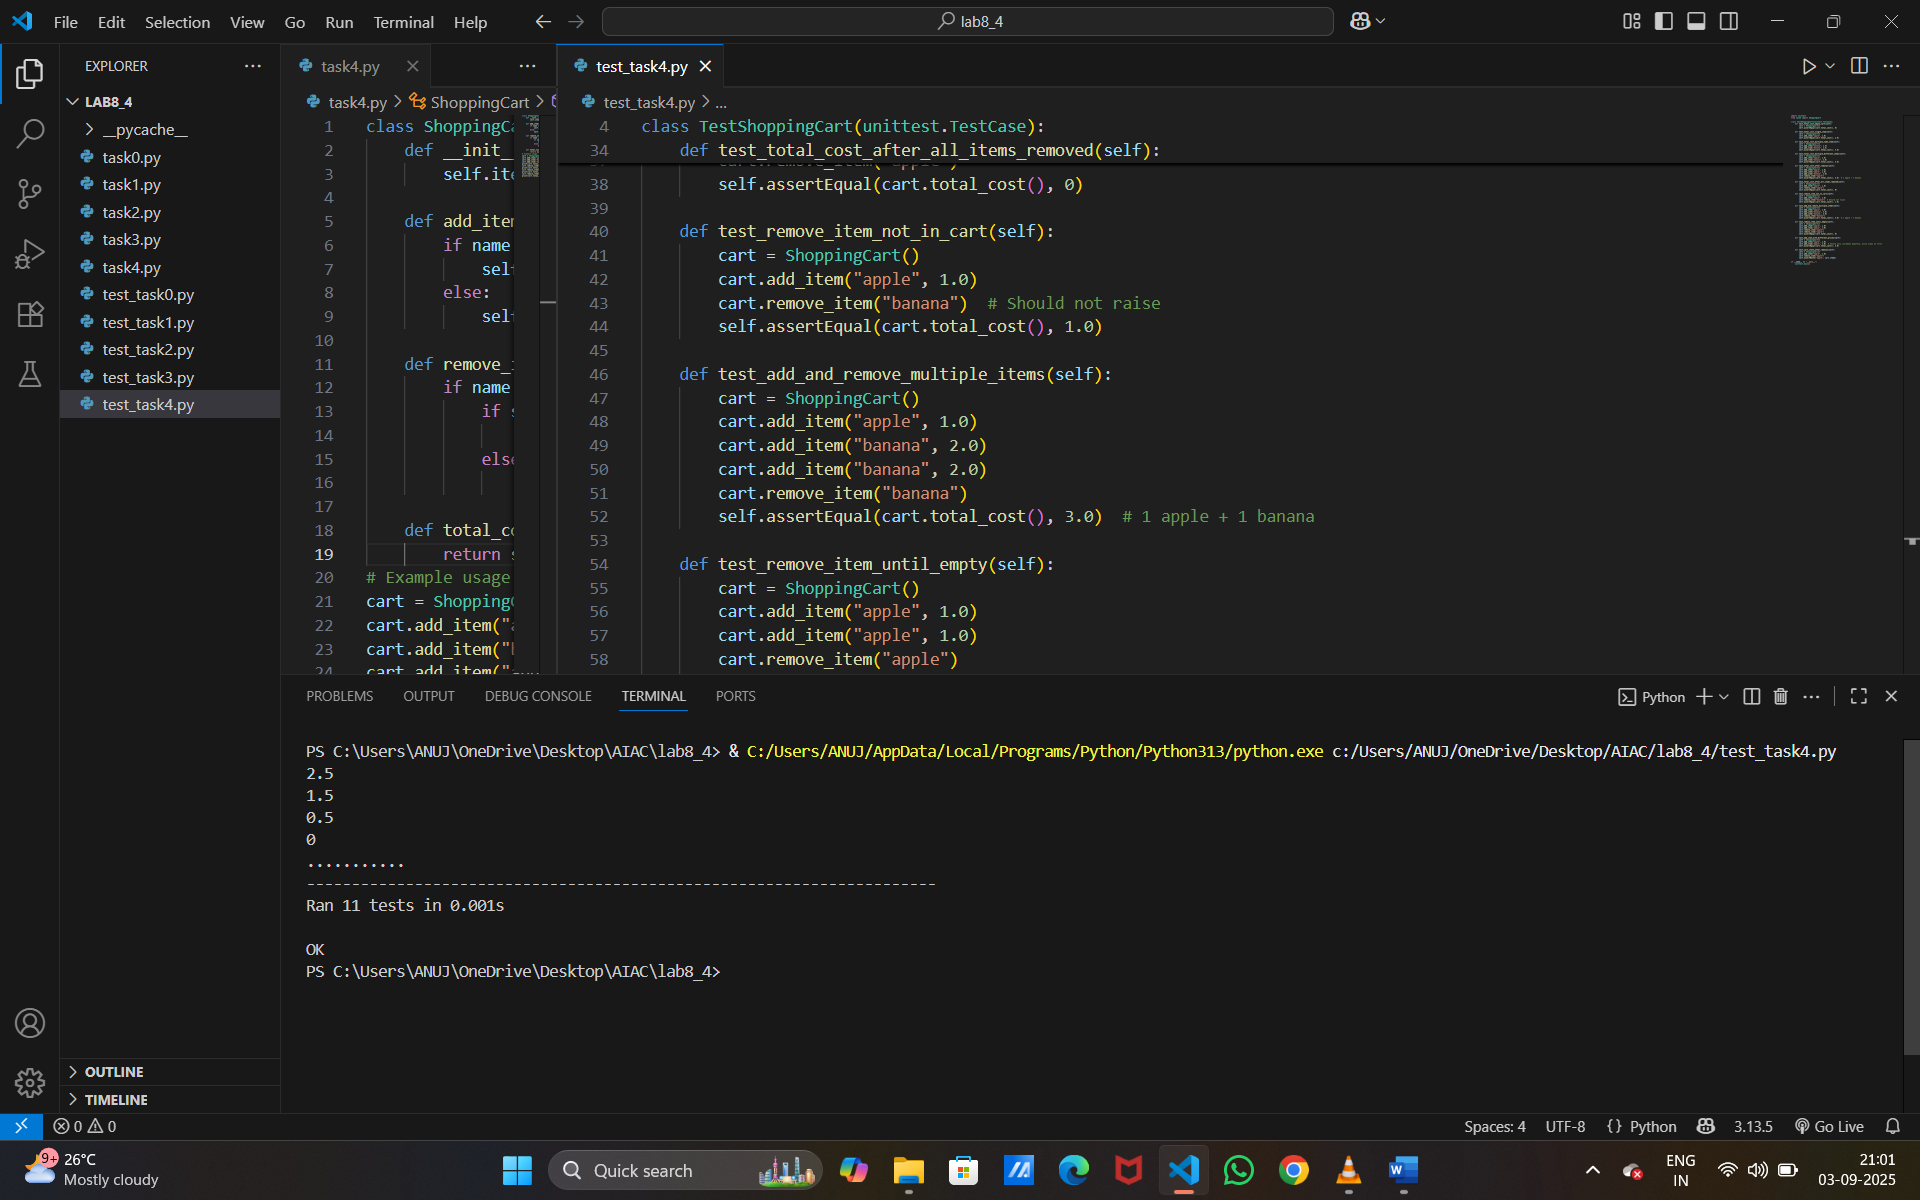 File Edit Selection View Go Run Terminal Help
lab8_4
EXPLORER
LAB8_4
__pycache__
task0.py
task1.py
task2.py
task3.py
task4.py
test_task0.py
test_task1.py
test_task2.py
test_task3.py
test_task4.py
OUTLINE
TIMELINE
task4.py
task4.py > ShoppingCart >
1 class ShoppingCa
2 def __init__
3 self.ite
4
5 def add_item
6 if name
7 self
8 else:
9 self
10
11 def remove_i
12 if name
13 if s
14
15 else
16
17
18 def total_co
19 return s
20 # Example usage
21 cart = ShoppingC
22 cart.add_item("a
23 cart.add_item("b
24 cart.add_item("
test_task4.py
test_task4.py > ...
4 class TestShoppingCart(unittest.TestCase):
34 def test_total_cost_after_all_items_removed(self):
38 self.assertEqual(cart.total_cost(), 0)
39
40 def test_remove_item_not_in_cart(self):
41 cart = ShoppingCart()
42 cart.add_item("apple", 1.0)
43 cart.remove_item("banana") # Should not raise
44 self.assertEqual(cart.total_cost(), 1.0)
45
46 def test_add_and_remove_multiple_items(self):
47 cart = ShoppingCart()
48 cart.add_item("apple", 1.0)
49 cart.add_item("banana", 2.0)
50 cart.add_item("banana", 2.0)
51 cart.remove_item("banana")
52 self.assertEqual(cart.total_cost(), 3.0) # 1 apple + 1 banana
53
54 def test_remove_item_until_empty(self):
55 cart = ShoppingCart()
56 cart.add_item("apple", 1.0)
57 cart.add_item("apple", 1.0)
58 cart.remove_item("apple")
PROBLEMS OUTPUT DEBUG CONSOLE TERMINAL PORTS
Python
PS C:\Users\ANUJ\OneDrive\Desktop\AIAC\lab8_4> & C:/Users/ANUJ/AppData/Local/Programs/Python/Python313/python.exe c:/Users/ANUJ/OneDrive/Desktop/AIAC/lab8_4/test_task4.py
2.5
1.5
0.5
0
...........
----------------------------------------------------------------------
Ran 11 tests in 0.001s
OK
PS C:\Users\ANUJ\OneDrive\Desktop\AIAC\lab8_4>
0 0
Spaces: 4 UTF-8 {} Python 3.13.5 Go Live
9+
26°C
Mostly cloudy
Quick search
ENG
IN
21:01
03-09-2025